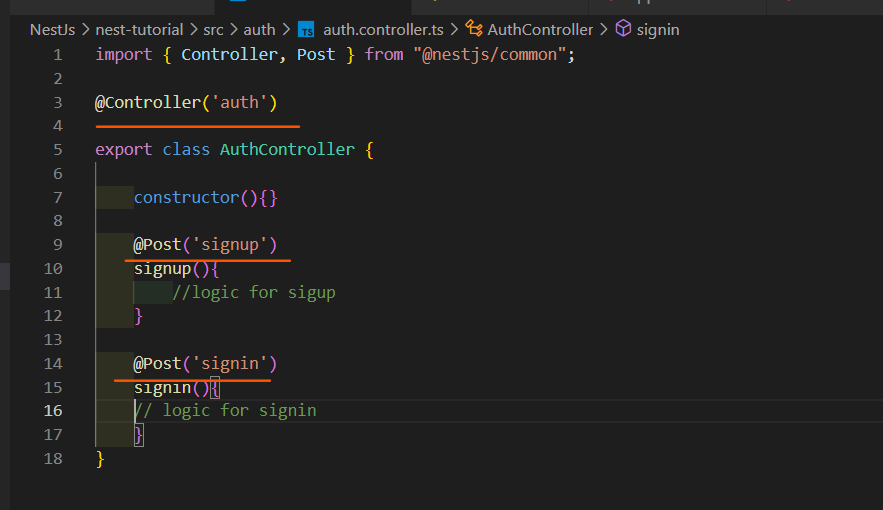 NestJs > nest-tutorial > src > auth > TS auth.controller.ts > AuthController > signin
1 import { Controller, Post } from "@nestjs/common";
2
3 @Controller('auth')
4
5 export class AuthController {
6
7 constructor(){}
8
9 @Post('signup')
10 signup(){
11 //logic for sigup
12 }
13
14 @Post('signin')
15 signin(){
16 // logic for signin
17 }
18 }